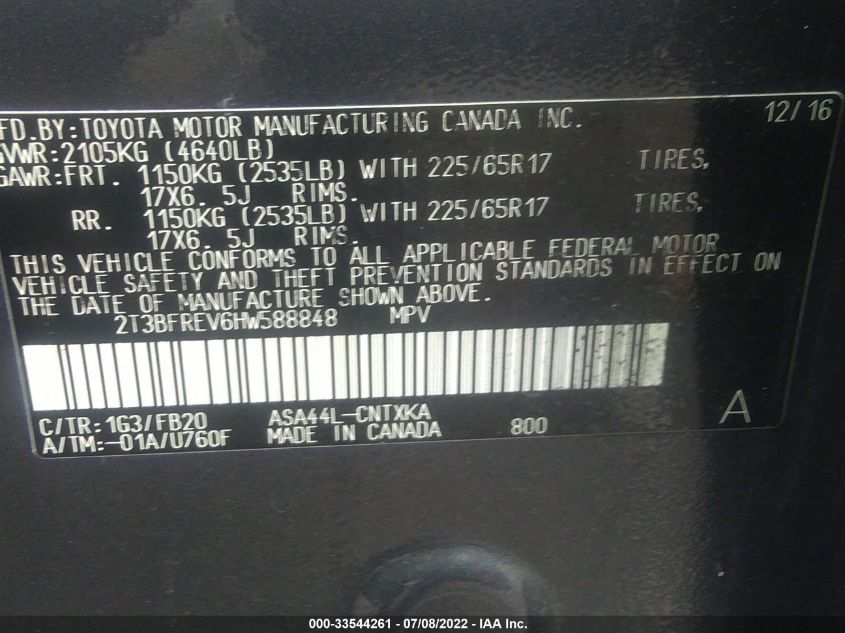 FD. BY: TOYOTA MOTOR MANUFACTURING CANADA INC. 12/16
GVWR: 2105KG (4640LB)
GAWR: FRT. 1150KG (2535LB) WITH 225/65R17 TIRES,
17X6. 5J RIMS.
RR. 1150KG (2535LB) WITH 225/65R17 TIRES,
17X6. 5J RIMS.
THIS VEHICLE CONFORMS TO ALL APPLICABLE FEDERAL MOTOR
VEHICLE SAFETY AND THEFT PREVENTION STANDARDS IN EFFECT ON
THE DATE OF MANUFACTURE SHOWN ABOVE.
2T3BFREV6HW588848 MPV
C/TR: 1G3/FB20 ASA44L-CNTXKA
A/TM: -01A/U760F MADE IN CANADA 800 A
000-33544261 - 07/08/2022 - IAA Inc.